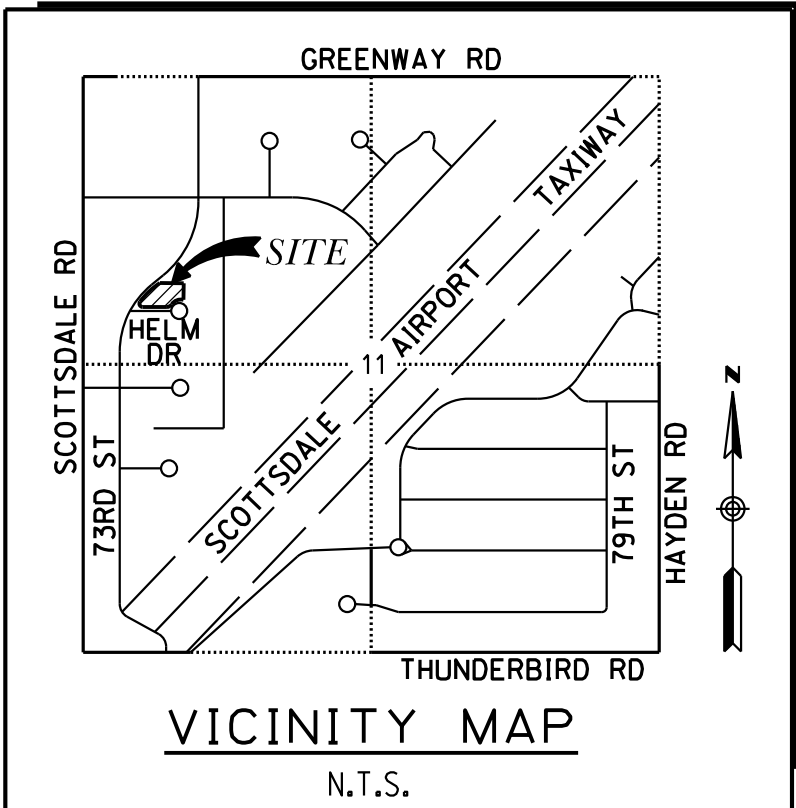 GREENWAY RD
TAXIWAY
SCOTTSDALE RD
SITE
AIRPORT
HELM
DR
11
N
SCOTTSDALE
73RD ST
79TH ST
HAYDEN RD
THUNDERBIRD RD
VICINITY MAP
N.T.S.